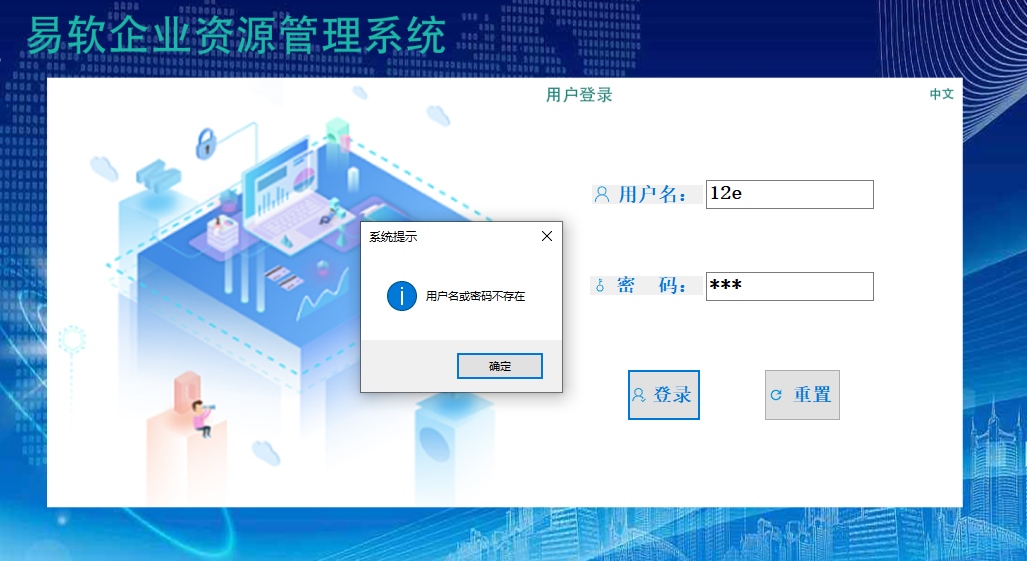 易软企业资源管理系统
用户登录
中文
用户名：
12e
系统提示
用户名或密码不存在
确定
密 码：
***
登录
重置